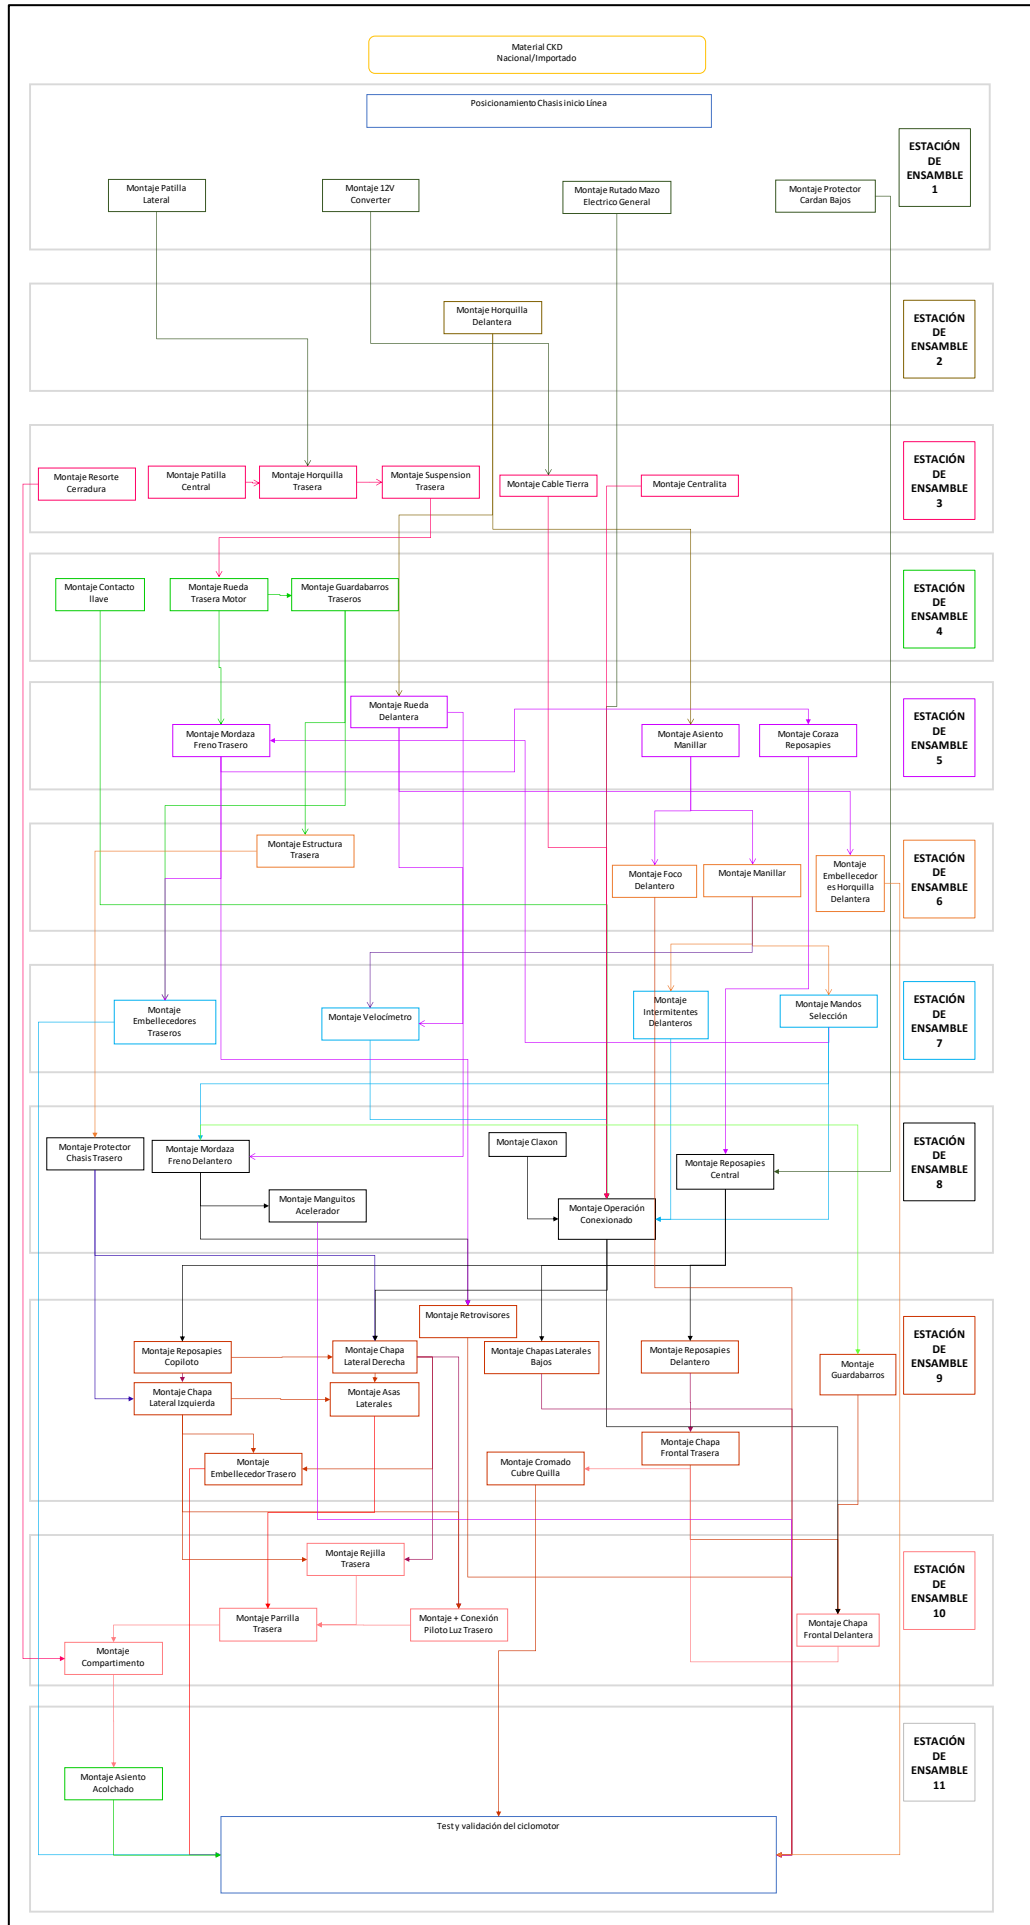 Material CKD
Nacional/Importado
Posicionamiento Chasis inicio Línea
ESTACIÓN
DE
ENSAMBLE
1
Montaje Patilla
Lateral
Montaje 12V
Converter
Montaje Rutado Mazo
Electrico General
Montaje Protector
Cardan Bajos
Montaje Horquilla
Delantera
ESTACIÓN
DE
ENSAMBLE
2
Montaje Resorte
Cerradura
Montaje Patilla
Central
Montaje Horquilla
Trasera
Montaje Suspension
Trasera
Montaje Cable Tierra
Montaje Centralita
ESTACIÓN
DE
ENSAMBLE
3
Montaje Contacto
llave
Montaje Rueda
Trasera Motor
Montaje Guardabarros
Traseros
ESTACIÓN
DE
ENSAMBLE
4
Montaje Rueda
Delantera
Montaje Mordaza
Freno Trasero
Montaje Asiento
Manillar
Montaje Coraza
Reposapies
ESTACIÓN
DE
ENSAMBLE
5
Montaje Estructura
Trasera
Montaje Foco
Delantero
Montaje Manillar
Montaje
Embellecedor
es Horquilla
Delantera
ESTACIÓN
DE
ENSAMBLE
6
Montaje
Embellecedores
Traseros
Montaje Velocímetro
Montaje
Intermitentes
Delanteros
Montaje Mandos
Selección
ESTACIÓN
DE
ENSAMBLE
7
Montaje Protector
Chasis Trasero
Montaje Mordaza
Freno Delantero
Montaje Claxon
Montaje Reposapies
Central
Montaje Manguitos
Acelerador
Montaje Operación
Conexionado
ESTACIÓN
DE
ENSAMBLE
8
Montaje Retrovisores
Montaje Reposapies
Copiloto
Montaje Chapa
Lateral Derecha
Montaje Chapas Laterales
Bajos
Montaje Reposapies
Delantero
Montaje
Guardabarros
ESTACIÓN
DE
ENSAMBLE
9
Montaje Chapa
Lateral Izquierda
Montaje Asas
Laterales
Montaje Chapa
Frontal Trasera
Montaje
Embellecedor Trasero
Montaje Cromado
Cubre Quilla
Montaje Rejilla
Trasera
ESTACIÓN
DE
ENSAMBLE
10
Montaje Parrilla
Trasera
Montaje + Conexión
Piloto Luz Trasero
Montaje Chapa
Frontal Delantera
Montaje
Compartimento
ESTACIÓN
DE
ENSAMBLE
11
Montaje Asiento
Acolchado
Test y validación del ciclomotor